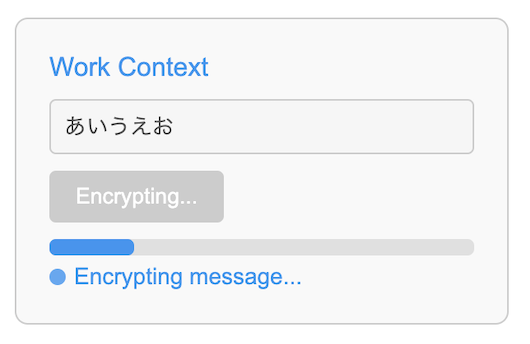 Work Context
あいうえお
Encrypting...
Encrypting message...